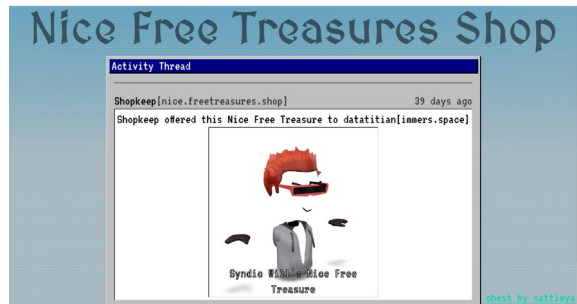 Nice Free Treasures Shop
Activity Thread
Shopkeep[nice.freetreasures.shop] 39 days ago
Shopkeep offered this Nice Free Treasure to datatitian[immers.space]
Syndic Will's Nice Free
Treasure
chest by cattleya